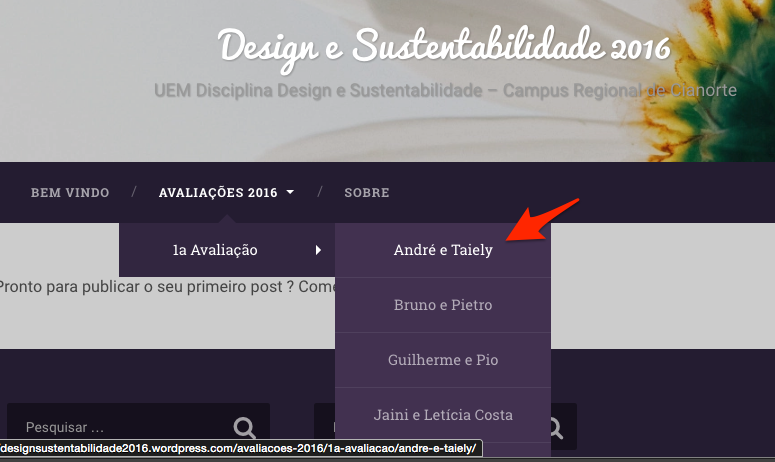 Design e Sustentabilidade 2016
UEM Disciplina Design e Sustentabilidade – Campus Regional de Cianorte
BEM VINDO / AVALIAÇÕES 2016 / SOBRE
1a Avaliação
André e Taiely
Pronto para publicar o seu primeiro post ? Com
Bruno e Pietro
Guilherme e Pio
Jaini e Letícia Costa
Pesquisar ...
/designsustentabilidade2016.wordpress.com/avaliacoes-2016/1a-avaliacao/andre-e-taiely/